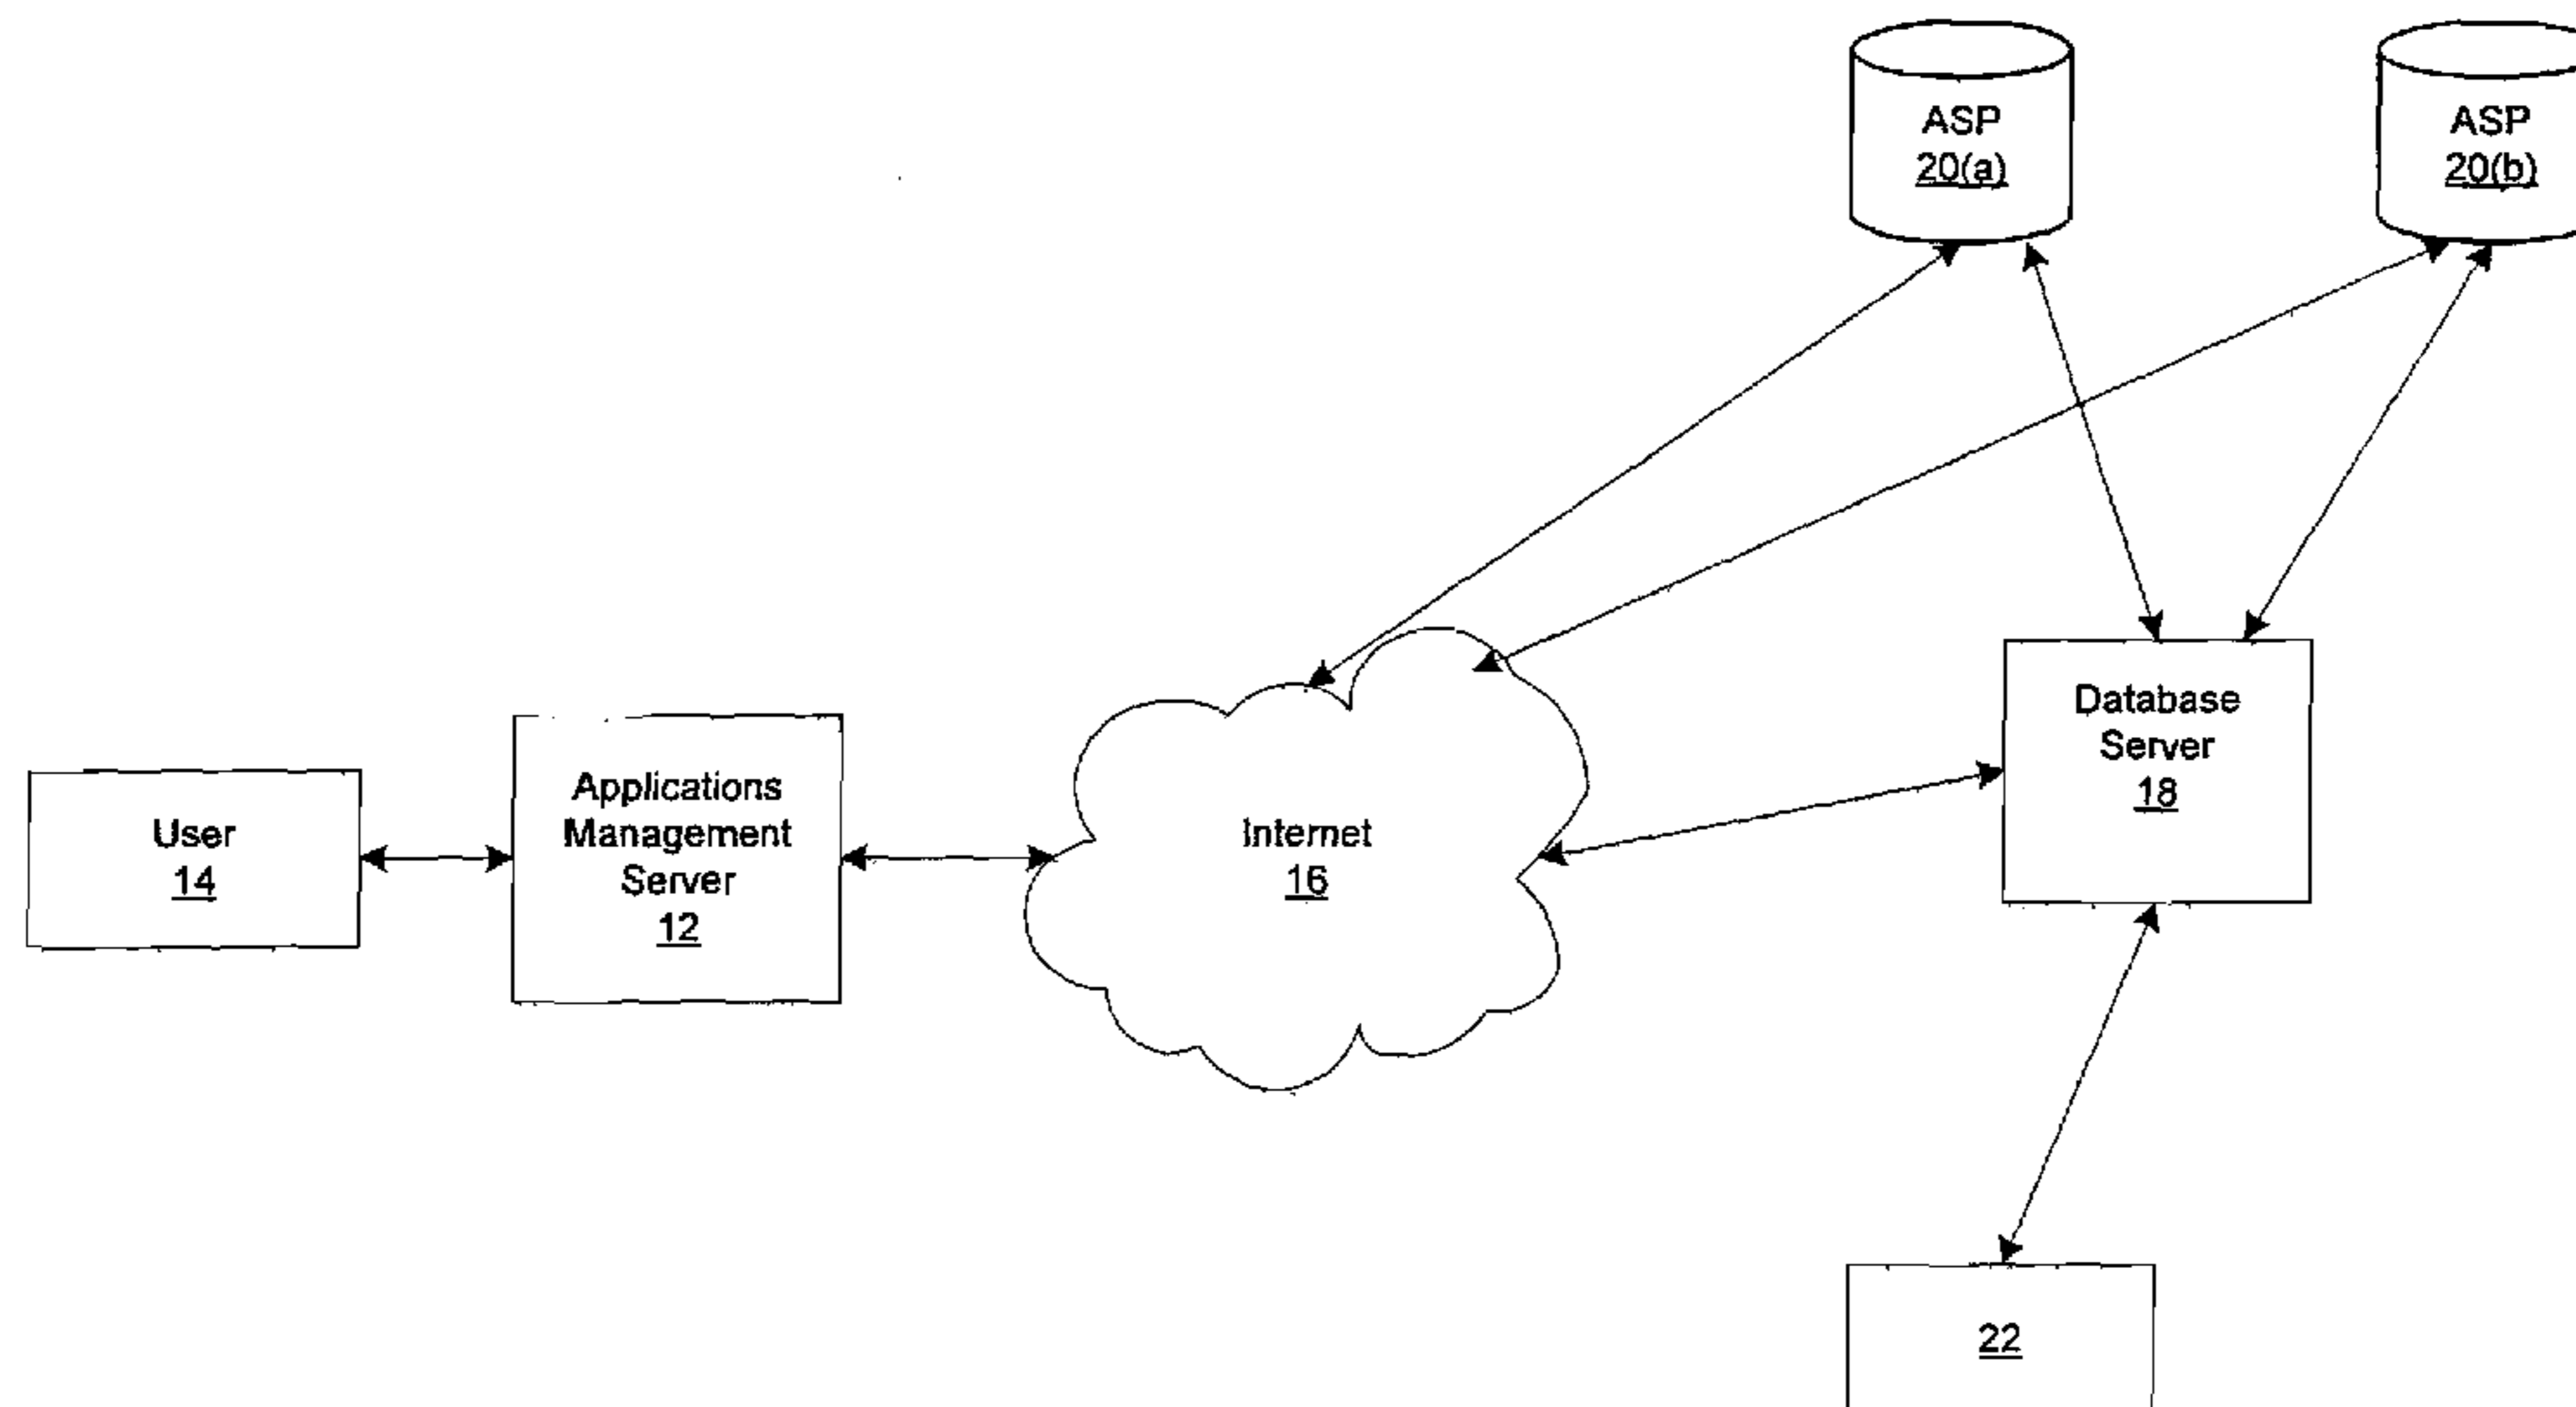 ASP
20(a)
ASP
20(b)
Database
Server
18
Applications
Management
Server
12
User
14
Internet
16
22